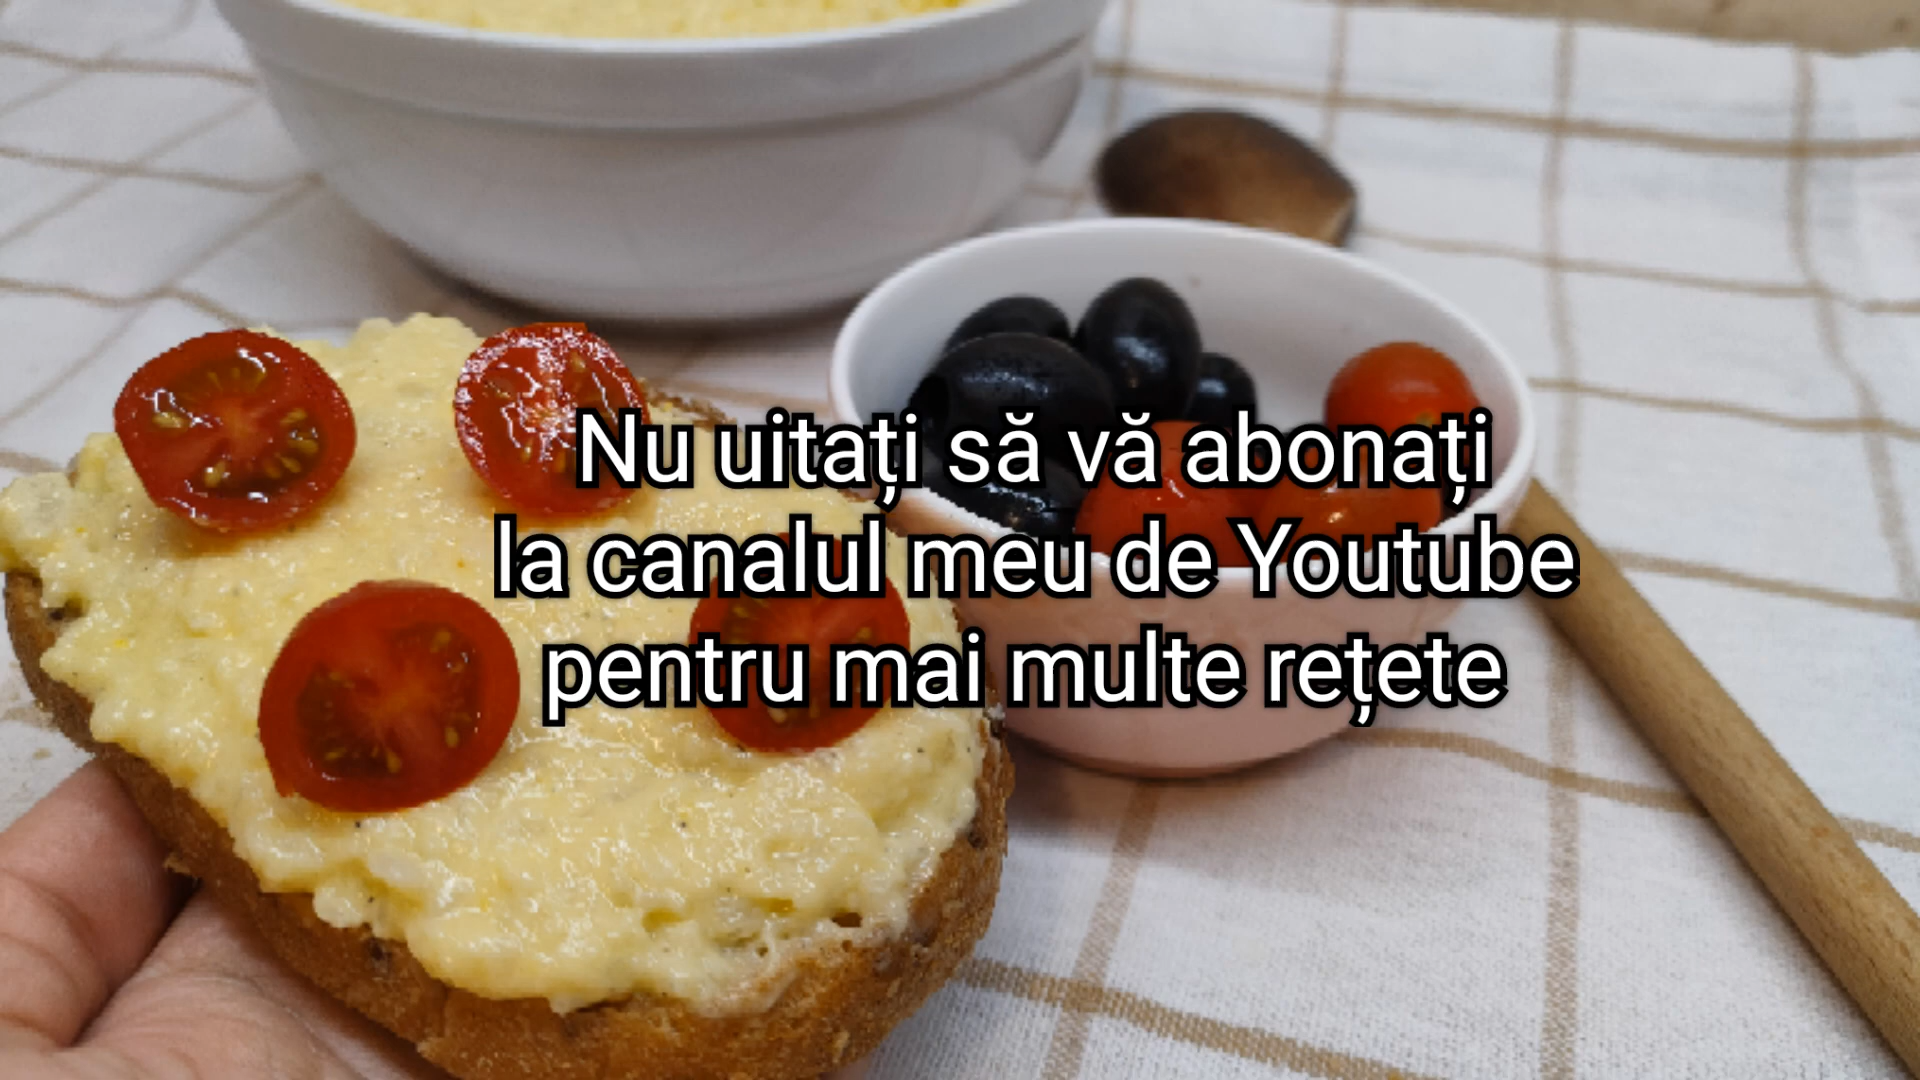 Nu uitați să vă abonați
la canalul meu de Youtube
pentru mai multe rețete